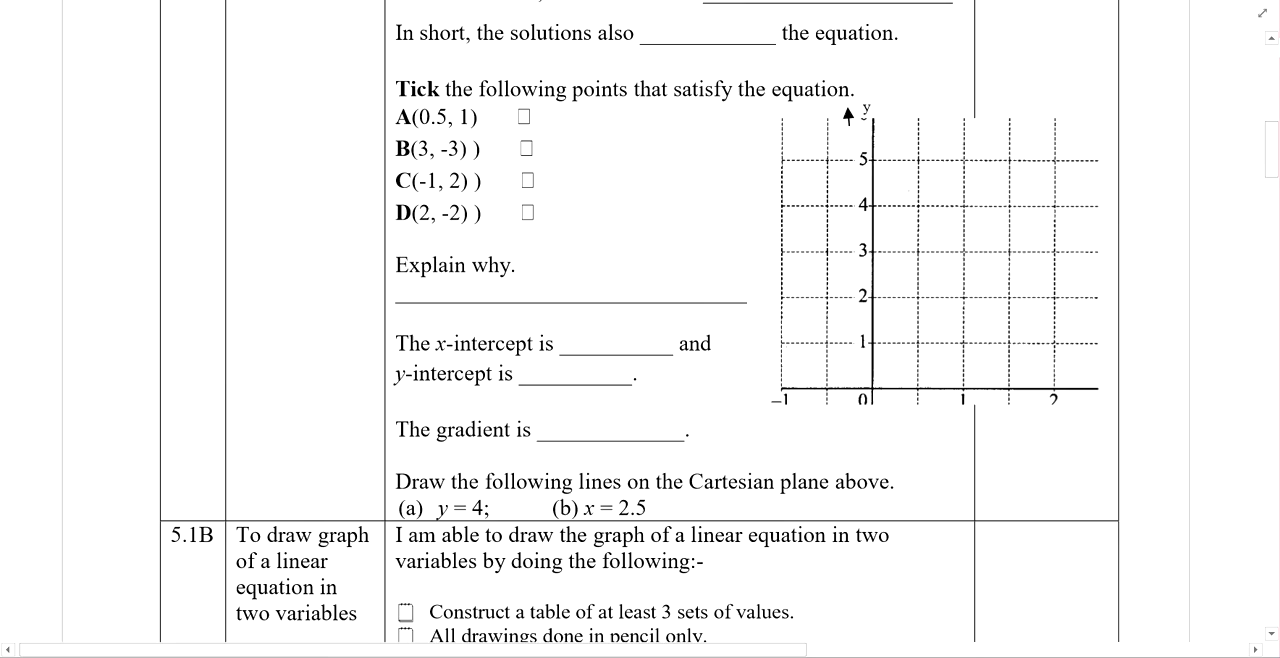 In short, the solutions also ____________ the equation.
Tick the following points that satisfy the equation.
A(0.5, 1) ☐
B(3, -3) ) ☐
C(-1, 2) ) ☐
D(2, -2) ) ☐
Explain why.
The x-intercept is __________ and
y-intercept is __________.
The gradient is _____________.
y
5
4
3
2
1
–1 0 1 2
Draw the following lines on the Cartesian plane above.
(a) y = 4; (b) x = 2.5
5.1B
To draw graph
of a linear
equation in
two variables
I am able to draw the graph of a linear equation in two
variables by doing the following:-
☐ Construct a table of at least 3 sets of values.
☐ All drawings done in pencil only.